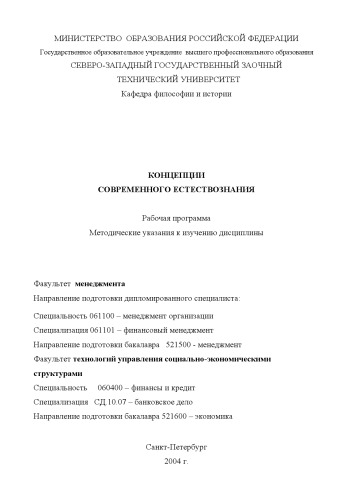 МИНИСТЕРСТВО ОБРАЗОВАНИЯ РОССИЙСКОЙ ФЕДЕРАЦИИ
Государственное образовательное учреждение высшего профессионального образования
СЕВЕРО-ЗАПАДНЫЙ ГОСУДАРСТВЕННЫЙ ЗАОЧНЫЙ
ТЕХНИЧЕСКИЙ УНИВЕРСИТЕТ
Кафедра философии и истории
КОНЦЕПЦИИ
СОВРЕМЕННОГО ЕСТЕСТВОЗНАНИЯ
Рабочая программа
Методические указания к изучению дисциплины
Факультет менеджмента
Направление подготовки дипломированного специалиста:
Специальность 061100 – менеджмент организации
Специализация 061101 – финансовый менеджмент
Направление подготовки бакалавра 521500 - менеджмент
Факультет технологий управления социально-экономическими
структурами
Специальность 060400 – финансы и кредит
Специализация СД.10.07 – банковское дело
Направление подготовки бакалавра 521600 – экономика
Санкт-Петербург
2004 г.